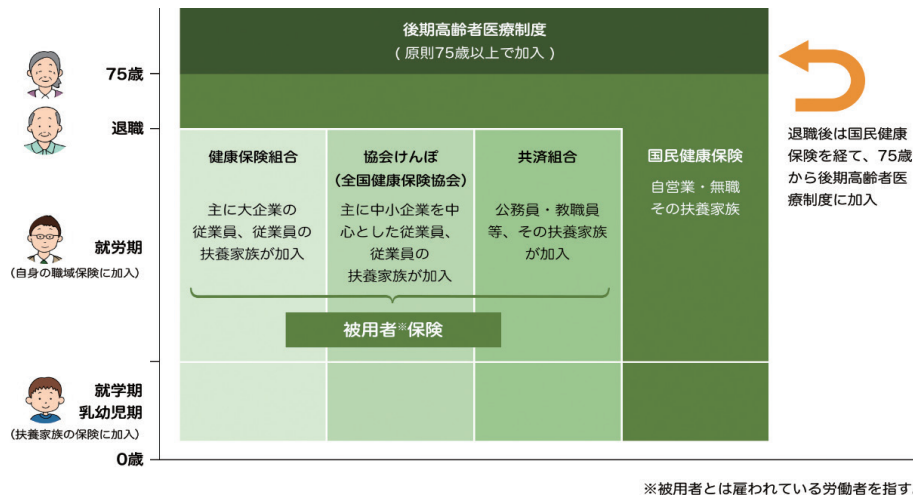 後期高齢者医療制度
（原則75歳以上で加入）
75歳
退職
退職後は国民健康
保険を経て、75歳
から後期高齢者医
療制度に加入
健康保険組合
主に大企業の
従業員、従業員の
扶養家族が加入
協会けんぽ
（全国健康保険協会）
主に中小企業を中
心とした従業員、
従業員の
扶養家族が加入
共済組合
公務員・教職員
等、その扶養家族
が加入
国民健康保険
自営業・無職
その扶養家族
就労期
（自身の職域保険に加入）
被用者※保険
就学期
乳幼児期
（扶養家族の保険に加入）
0歳
※被用者とは雇われている労働者を指す。